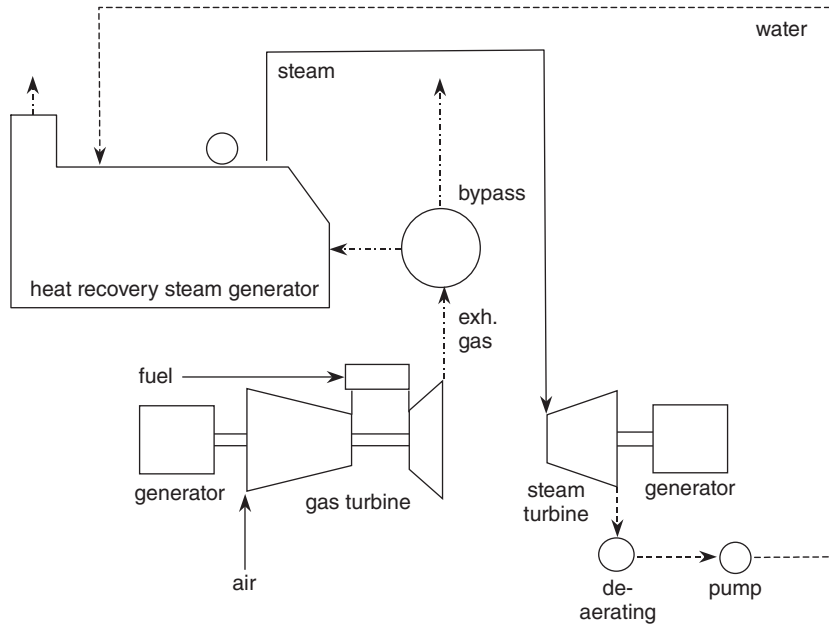 water
steam
bypass
heat recovery steam generator
exh.
gas
fuel
generator
gas turbine
steam
turbine
generator
air
de-
aerating
pump